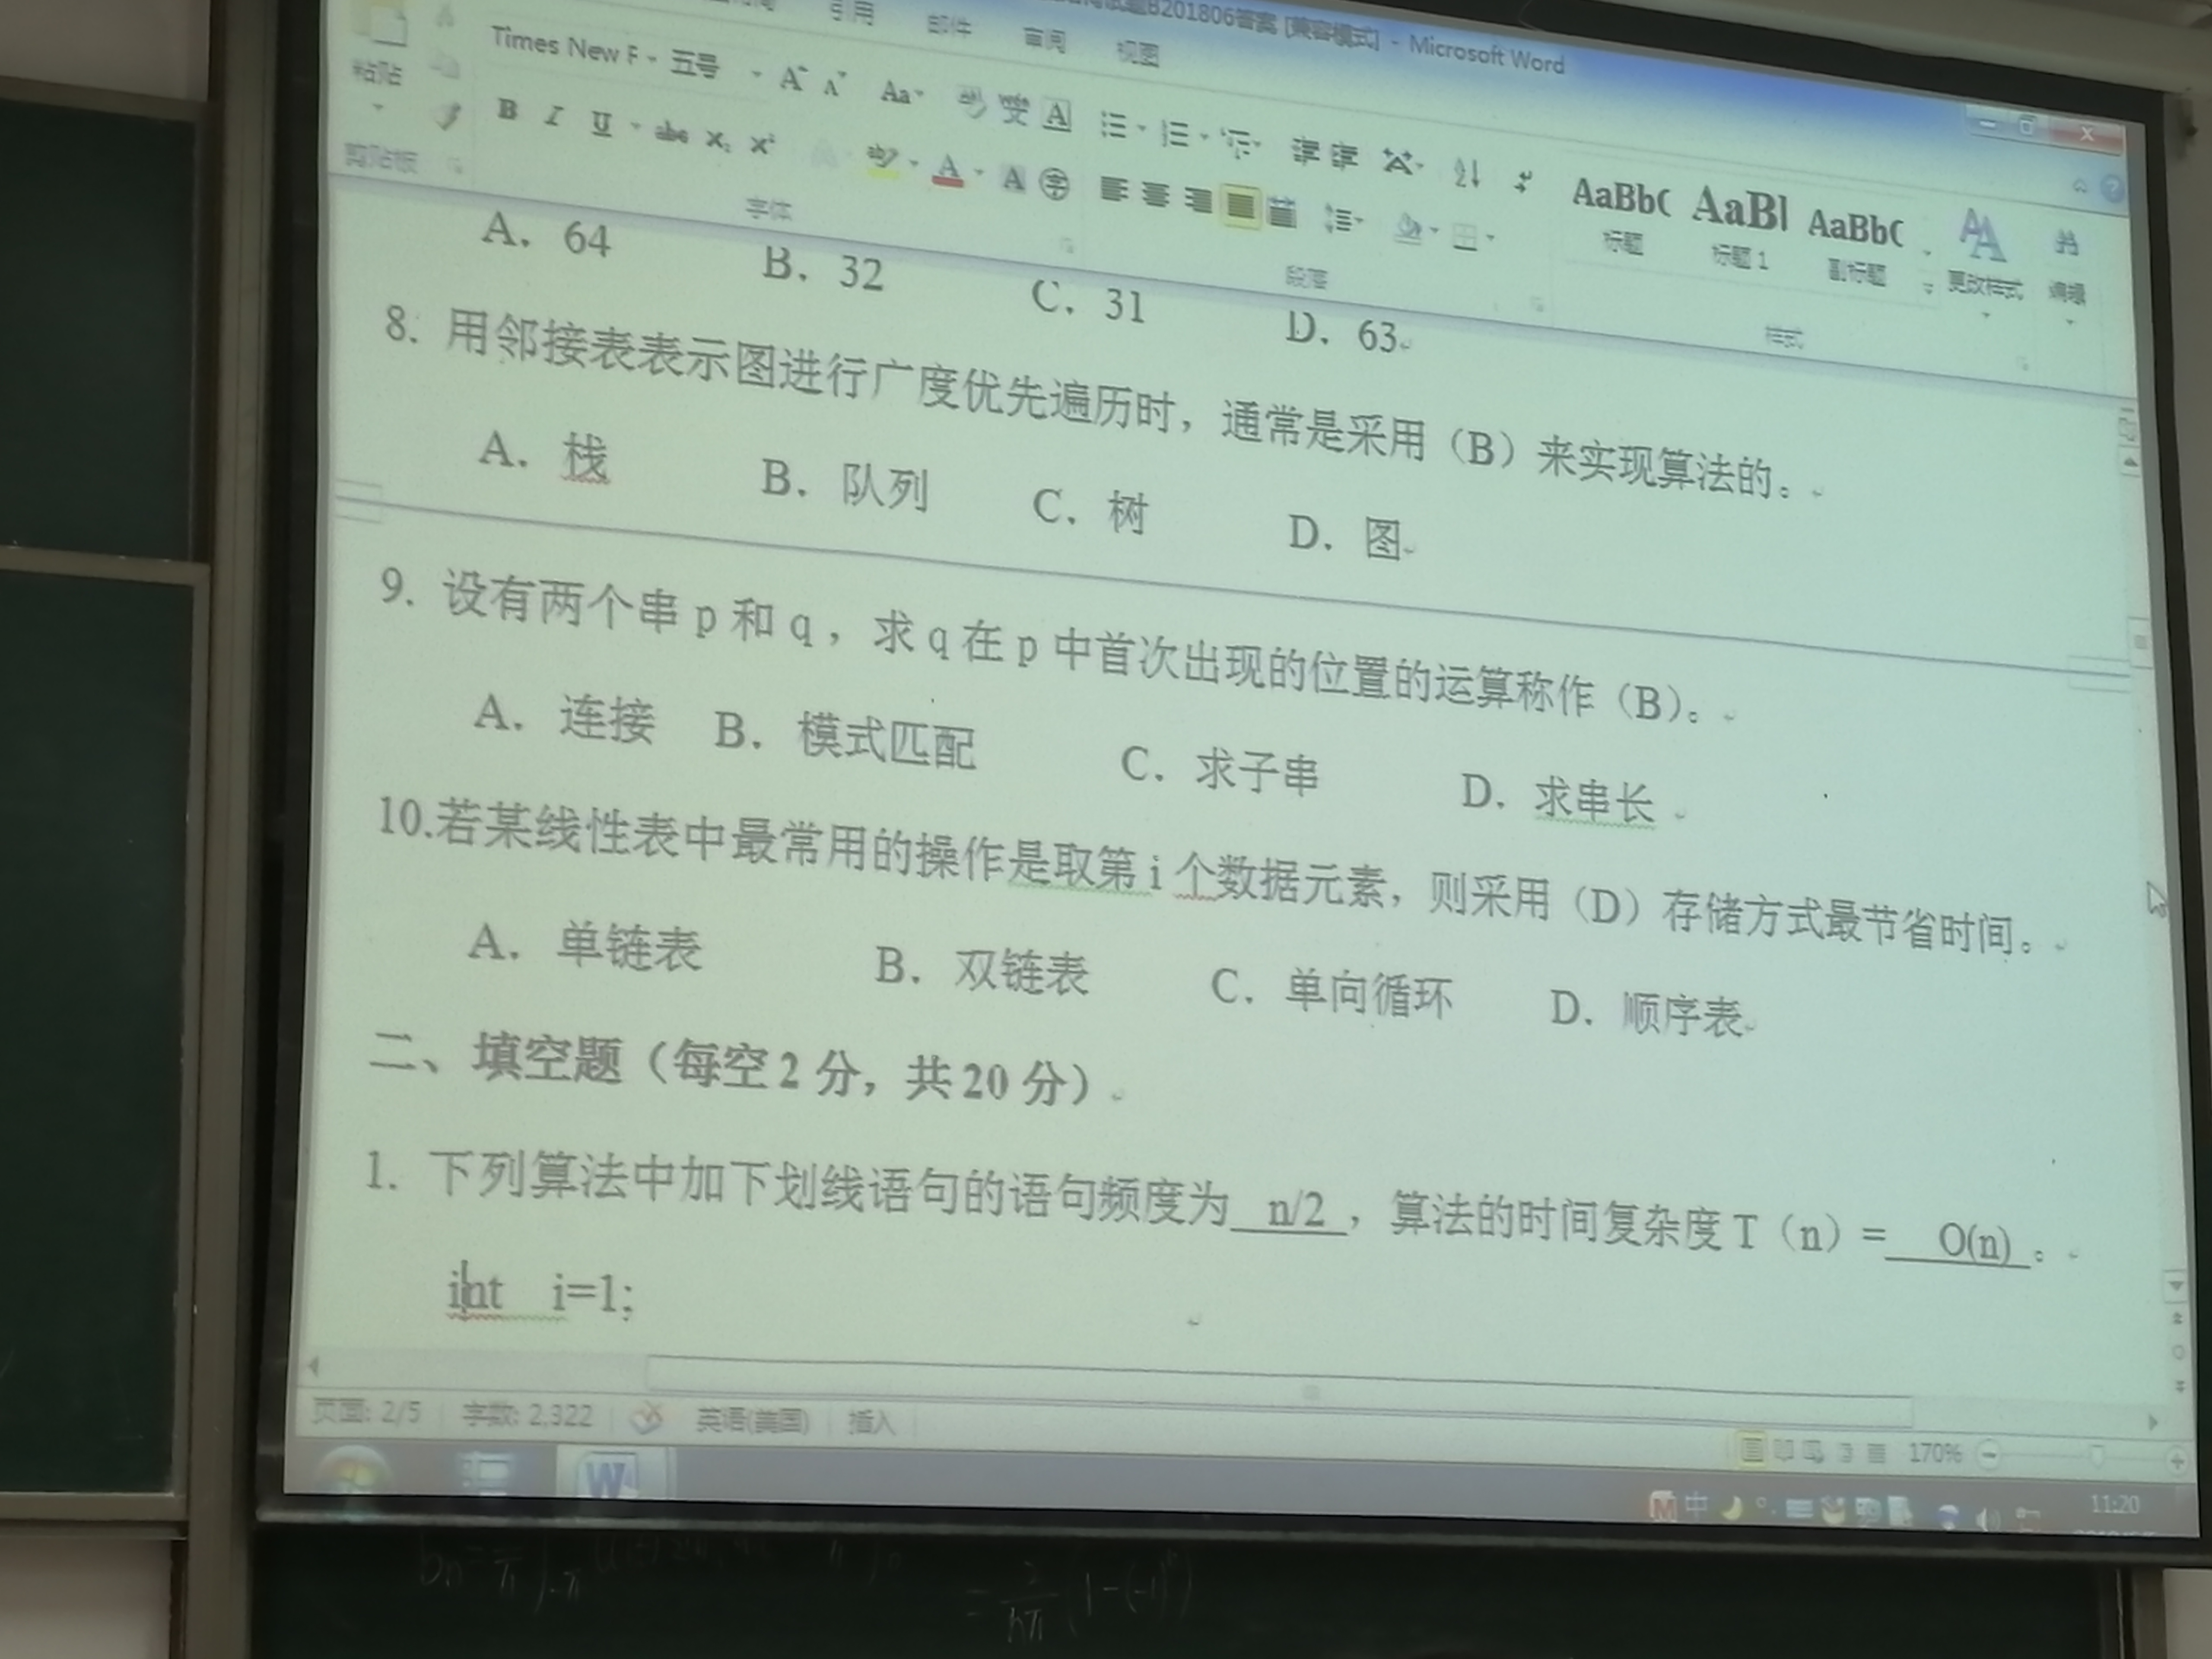 B201806答案 [兼容模式] - Microsoft Word
引用 邮件 审阅 视图
粘贴
Times New F 五号
B I U abc X₂ X²
剪贴板 字体 段落 样式
AaBbC AaBl AaBbC
标题 标题 1 副标题 更改样式 编辑
A. 64 B. 32 C. 31 D. 63
8. 用邻接表表示图进行广度优先遍历时，通常是采用（B）来实现算法的。
A. 栈 B. 队列 C. 树 D. 图
9. 设有两个串 p 和 q，求 q 在 p 中首次出现的位置的运算称作（B）。
A. 连接 B. 模式匹配 C. 求子串 D. 求串长
10.若某线性表中最常用的操作是取第 i 个数据元素，则采用（D）存储方式最节省时间。
A. 单链表 B. 双链表 C. 单向循环 D. 顺序表
二、填空题（每空 2 分，共 20 分）
1. 下列算法中加下划线语句的语句频度为 n/2 ，算法的时间复杂度 T（n）= O(n) 。
int i=1;
页面: 2/5 字数: 2,322 英语(美国) 插入 170%
中 11:20